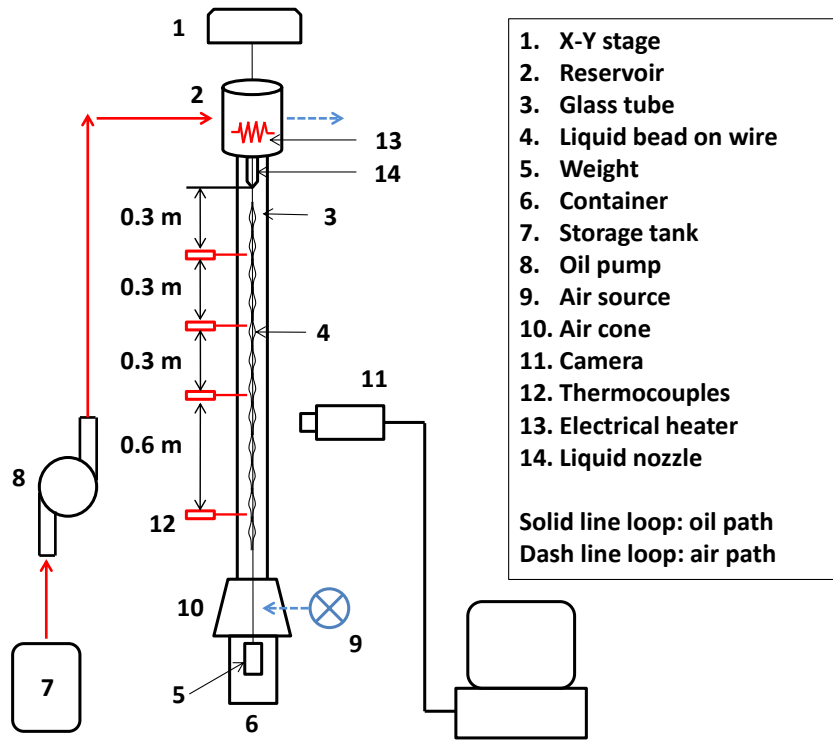 1
2
13
14
0.3 m
3
0.3 m
4
0.3 m
11
0.6 m
8
12
10
9
7
5
6
1. X-Y stage
2. Reservoir
3. Glass tube
4. Liquid bead on wire
5. Weight
6. Container
7. Storage tank
8. Oil pump
9. Air source
10. Air cone
11. Camera
12. Thermocouples
13. Electrical heater
14. Liquid nozzle
Solid line loop: oil path
Dash line loop: air path